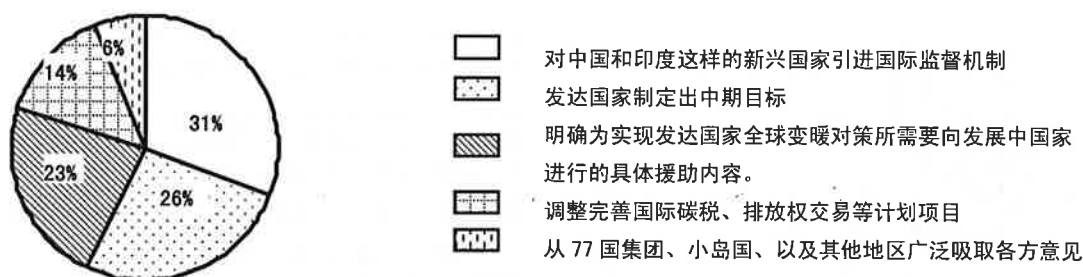 6%
14%
31%
23%
26%
对中国和印度这样的新兴国家引进国际监督机制
发达国家制定出中期目标
明确为实现发达国家全球变暖对策所需要向发展中国家
进行的具体援助内容。
调整完善国际碳税、排放权交易等计划项目
从 77 国集团、小岛国、以及其他地区广泛吸取各方意见